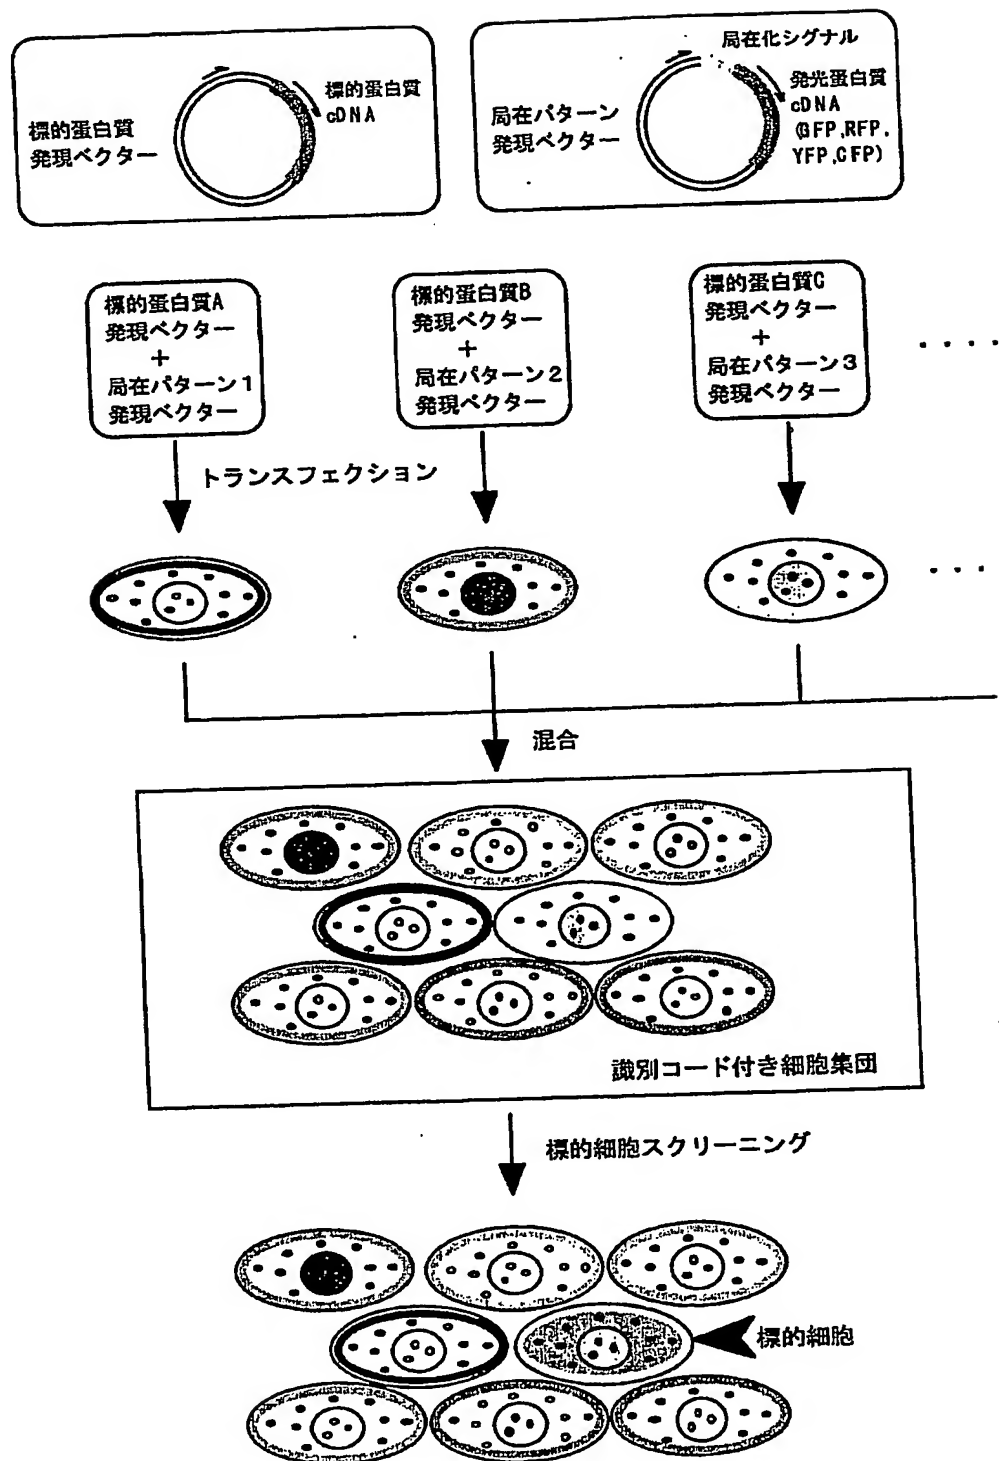 標的蛋白質
発現ベクター
標的蛋白質
cDNA
局在パターン
発現ベクター
局在化シグナル
発光蛋白質
cDNA
(GFP,RFP,
YFP,CFP)
標的蛋白質A
発現ベクター
+
局在パターン1
発現ベクター
標的蛋白質B
発現ベクター
+
局在パターン2
発現ベクター
標的蛋白質C
発現ベクター
+
局在パターン3
発現ベクター
・・・・
トランスフェクション
・・・・
混合
識別コード付き細胞集団
標的細胞スクリーニング
標的細胞